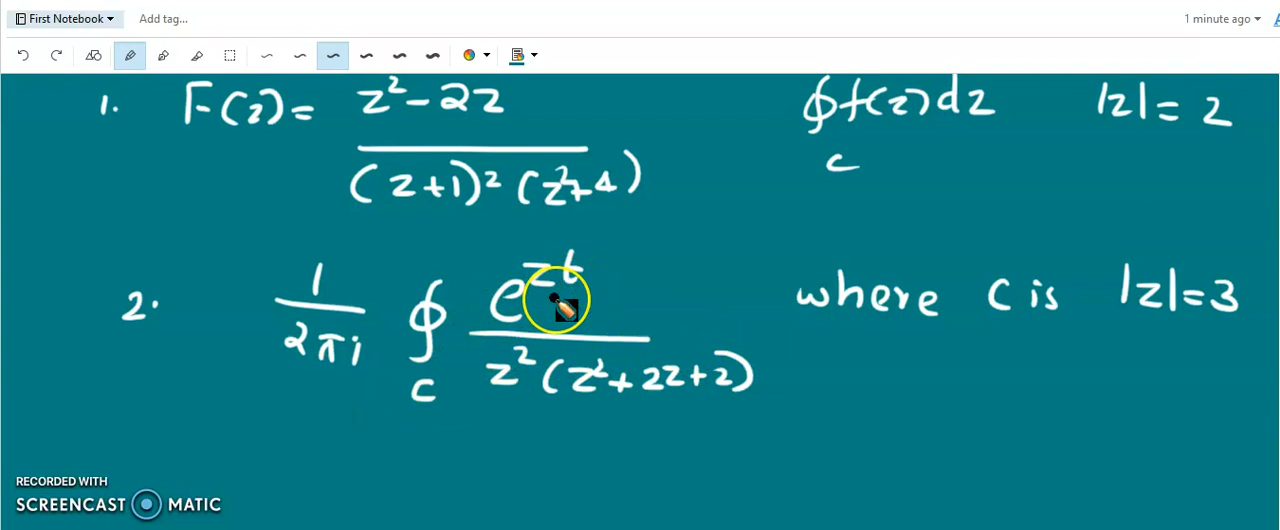 First Notebook Add tag... 1 minute ago
1. F(z) = z² - 2z / (z+1)² (z²+4) ∮c f(z)dz |z| = 2
2. 1/2πi ∮c e^zt / z² (z²+2z+2) where C is |z|=3
RECORDED WITH
SCREENCAST MATIC